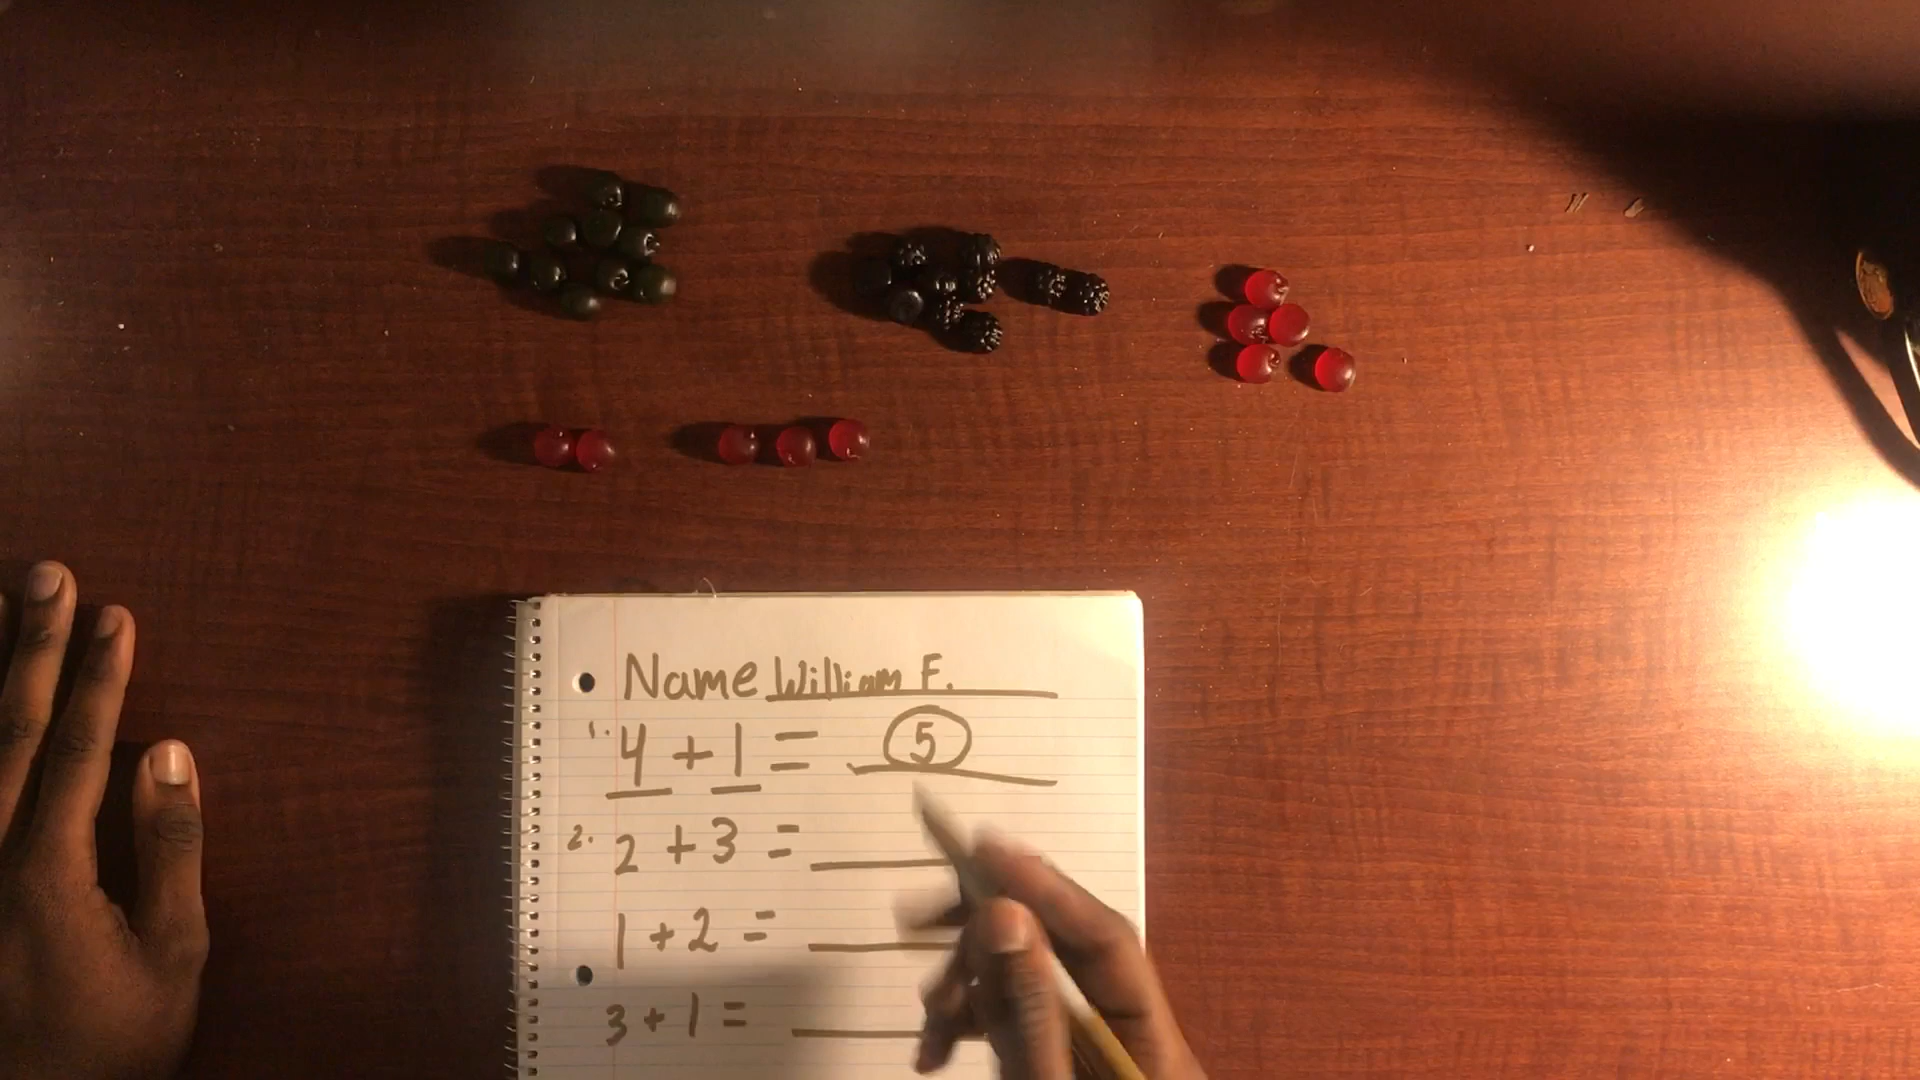 Name William F.
1. 4 + 1 = 5
2. 2 + 3 =
1 + 2 =
3 + 1 =